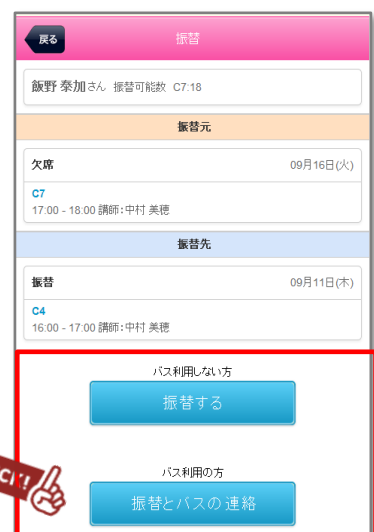 戻る
振替
飯野 泰加さん 振替可能数 C7:18
振替元
欠席 09月16日(火)
C7
17:00 - 18:00 講師:中村 美穂
振替先
振替 09月11日(木)
C4
16:00 - 17:00 講師:中村 美穂
バス利用しない方
振替する
バス利用の方
振替とバスの連絡